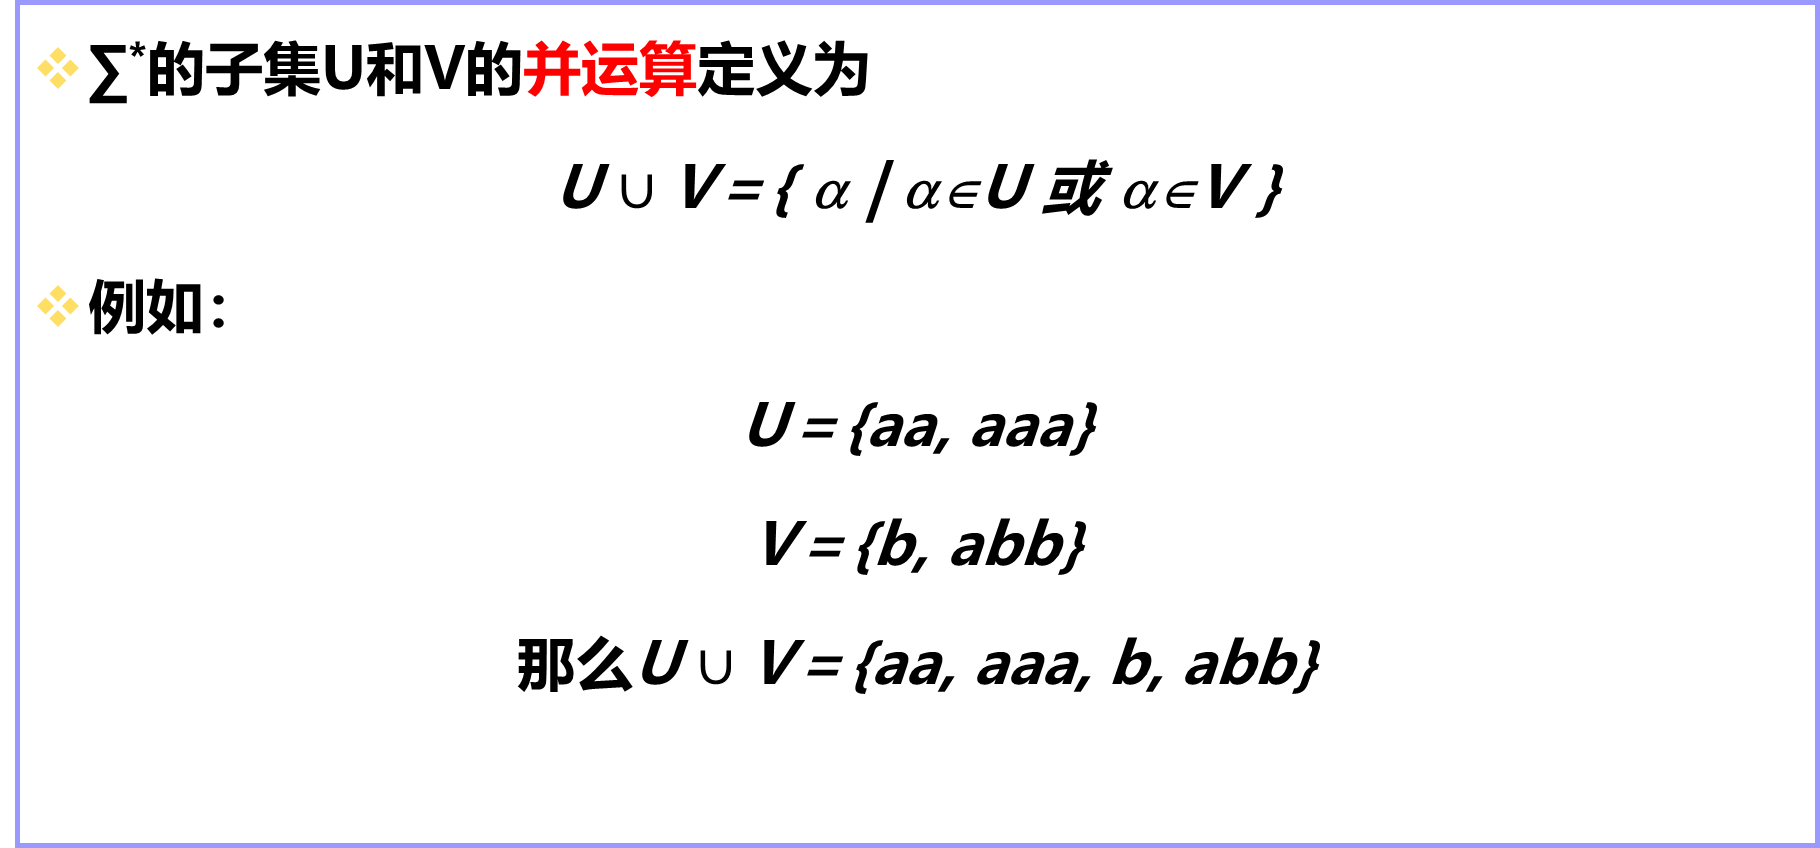 ∑*的子集U和V的并运算定义为
U ∪ V = { α | α∈U 或 α∈V }
例如：
U = {aa, aaa}
V = {b, abb}
那么U ∪ V = {aa, aaa, b, abb}